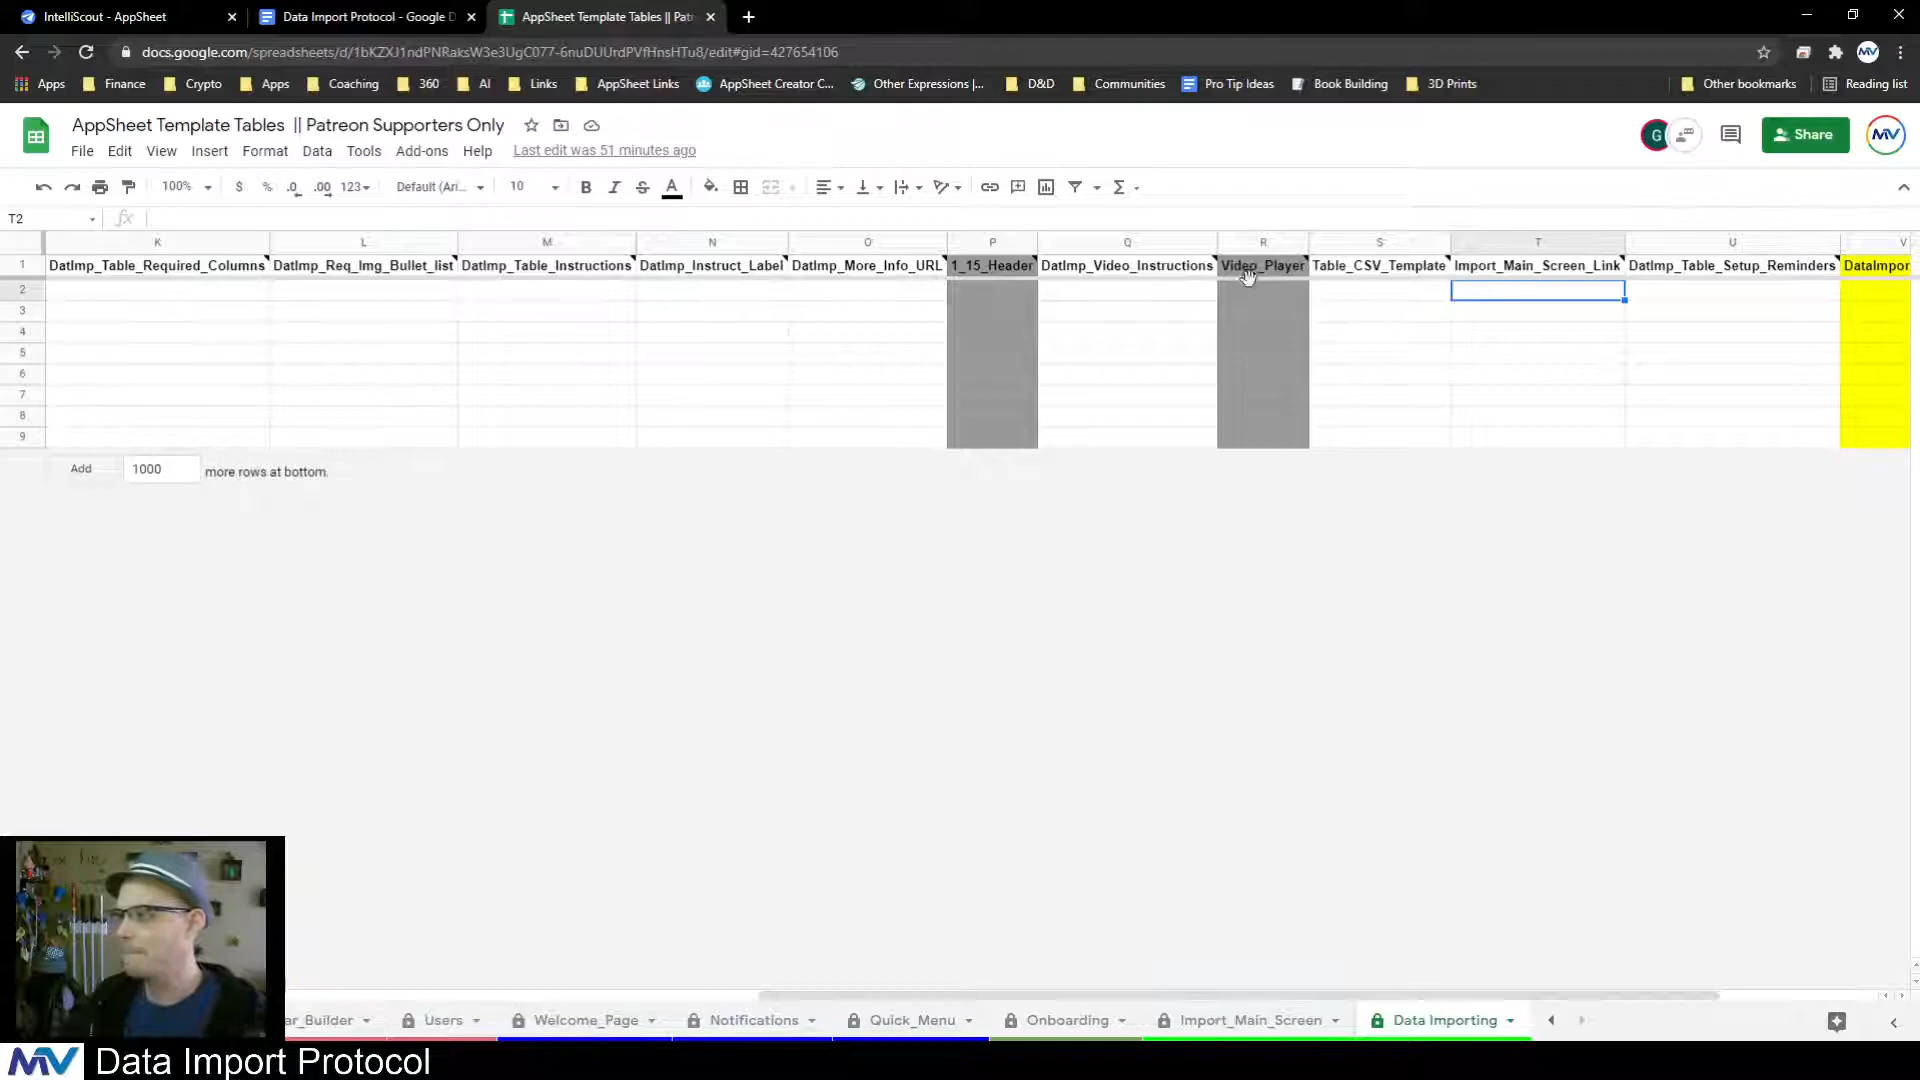 IntelliScout - AppSheet
Data Import Protocol - Google D
AppSheet Template Tables || Patr
docs.google.com/spreadsheets/d/1bKZXJ1ndPNRaksW3e3UgC077-6nuDUUrdPVfHnsHTu8/edit#gid=427654106
MV
Apps Finance Crypto Apps Coaching 360 AI Links AppSheet Links AppSheet Creator C... Other Expressions |... D&D Communities Pro Tip Ideas Book Building 3D Prints Other bookmarks Reading list
AppSheet Template Tables || Patreon Supporters Only
G Share MV
File Edit View Insert Format Data Tools Add-ons Help Last edit was 51 minutes ago
100% $ % .0 .00 123 Default (Ari... 10 B I S A Σ
T2 fx
K L M N O P Q R S T U V
1 DatImp_Table_Required_Columns DatImp_Req_Img_Bullet_list DatImp_Table_Instructions DatImp_Instruct_Label DatImp_More_Info_URL 1_15_Header DatImp_Video_Instructions Video_Player Table_CSV_Template Import_Main_Screen_Link DatImp_Table_Setup_Reminders DataImpor
2
3
4
5
6
7
8
9
Add 1000 more rows at bottom.
ar_Builder Users Welcome_Page Notifications Quick_Menu Onboarding Import_Main_Screen Data Importing
MV Data Import Protocol